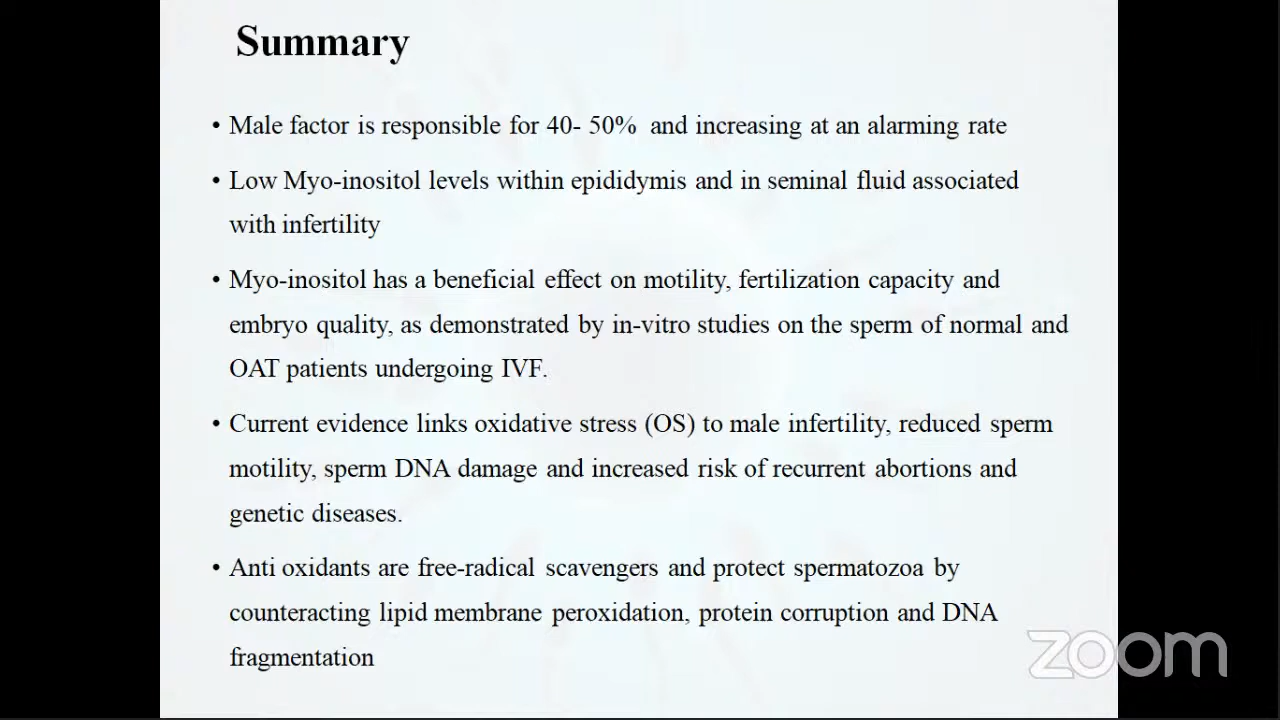 Summary
• Male factor is responsible for 40- 50% and increasing at an alarming rate
• Low Myo-inositol levels within epididymis and in seminal fluid associated
with infertility
• Myo-inositol has a beneficial effect on motility, fertilization capacity and
embryo quality, as demonstrated by in-vitro studies on the sperm of normal and
OAT patients undergoing IVF.
• Current evidence links oxidative stress (OS) to male infertility, reduced sperm
motility, sperm DNA damage and increased risk of recurrent abortions and
genetic diseases.
• Anti oxidants are free-radical scavengers and protect spermatozoa by
counteracting lipid membrane peroxidation, protein corruption and DNA
fragmentation
zoom